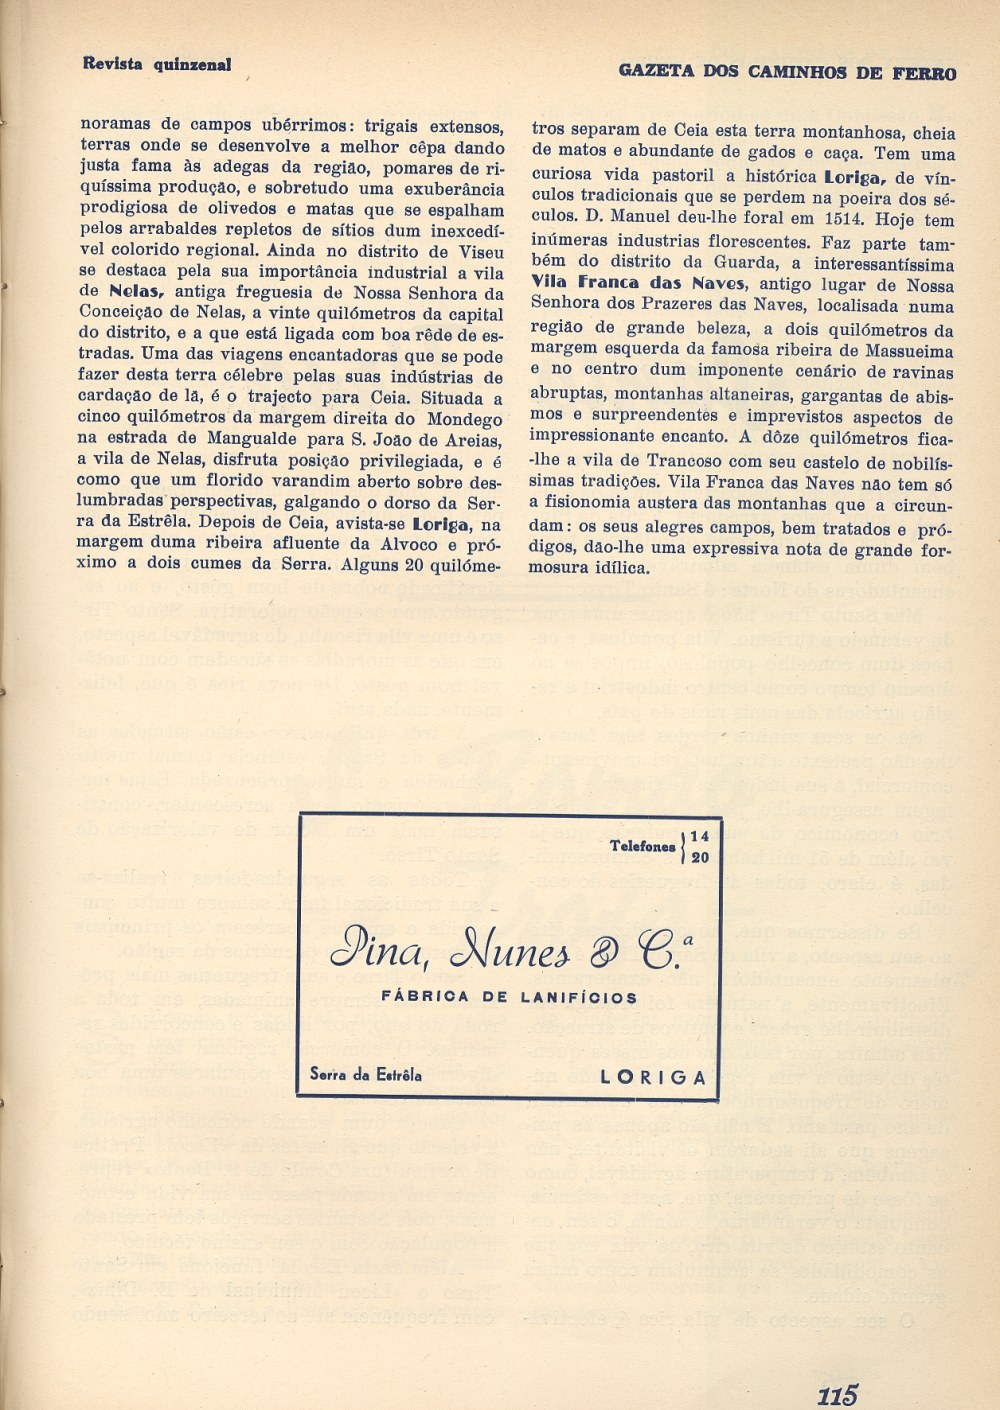 Revista quinzenal
GAZETA DOS CAMINHOS DE FERRO
noramas de campos ubérrimos: trigais extensos,
terras onde se desenvolve a melhor cêpa dando
justa fama às adegas da região, pomares de ri-
quíssima produção, e sobretudo uma exuberância
prodigiosa de olivedos e matas que se espalham
pelos arrabaldes repletos de sítios dum inexcedí-
vel colorido regional. Ainda no distrito de Viseu
se destaca pela sua importância industrial a vila
de Nelas, antiga freguesia de Nossa Senhora da
Conceição de Nelas, a vinte quilómetros da capital
do distrito, e a que está ligada com boa rêde de es-
tradas. Uma das viagens encantadoras que se pode
fazer desta terra célebre pelas suas indústrias de
cardação de lã, é o trajecto para Ceia. Situada a
cinco quilómetros da margem direita do Mondego
na estrada de Mangualde para S. João de Areias,
a vila de Nelas, disfruta posição privilegiada, e é
como que um florido varandim aberto sobre des-
lumbradas perspectivas, galgando o dorso da Ser-
ra da Estrêla. Depois de Ceia, avista-se Loriga, na
margem duma ribeira afluente da Alvoco e pró-
ximo a dois cumes da Serra. Alguns 20 quilóme-
tros separam de Ceia esta terra montanhosa, cheia
de matos e abundante de gados e caça. Tem uma
curiosa vida pastoril a histórica Loriga, de vín-
culos tradicionais que se perdem na poeira dos sé-
culos. D. Manuel deu-lhe foral em 1514. Hoje tem
inúmeras industrias florescentes. Faz parte tam-
bém do distrito da Guarda, a interessantíssima
Vila Franca das Naves, antigo lugar de Nossa
Senhora dos Prazeres das Naves, localisada numa
região de grande beleza, a dois quilómetros da
margem esquerda da famosa ribeira de Massueima
e no centro dum imponente cenário de ravinas
abruptas, montanhas altaneiras, gargantas de abis-
mos e surpreendentes e imprevistos aspectos de
impressionante encanto. A dôze quilómetros fica-
-lhe a vila de Trancoso com seu castelo de nobilís-
simas tradições. Vila Franca das Naves não tem só
a fisionomia austera das montanhas que a circun-
dam: os seus alegres campos, bem tratados e pró-
digos, dão-lhe uma expressiva nota de grande for-
mosura idílica.
Telefones { 14
20
Pina, Nunes & C.ª
FÁBRICA DE LANIFÍCIOS
Serra da Estrêla
LORIGA
115